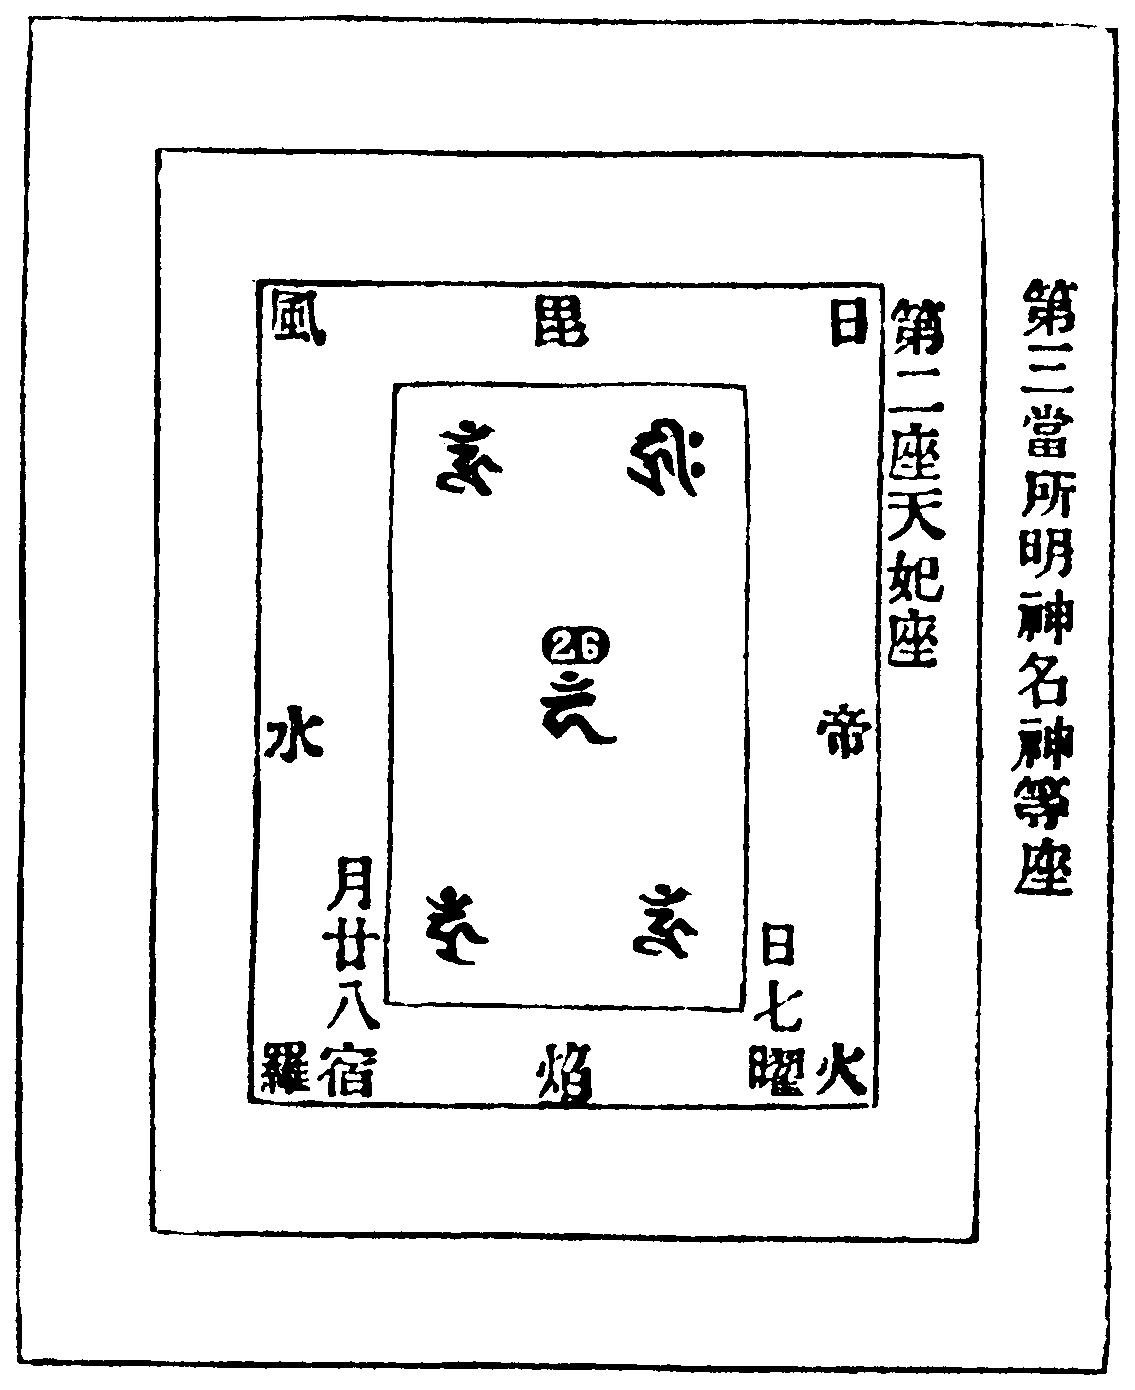 第三當所明神名神等座
第二座天妃座
日
毘
風
帝
水
26
日七曜
火
焰
月廿八宿
羅